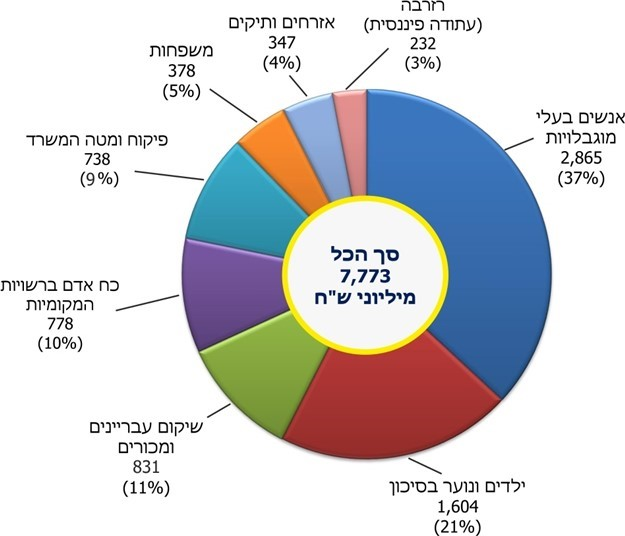 רזרבה
(עתודה פיננסית)
232
(3%)
אזרחים ותיקים
347
(4%)
משפחות
378
(5%)
פיקוח ומטה המשרד
738
(9%)
כח אדם ברשויות
המקומיות
778
(10%)
שיקום עבריינים
ומכורים
831
(11%)
ילדים ונוער בסיכון
1,604
(21%)
אנשים בעלי
מוגבלויות
2,865
(37%)
סך הכל
7,773
מיליוני ש"ח